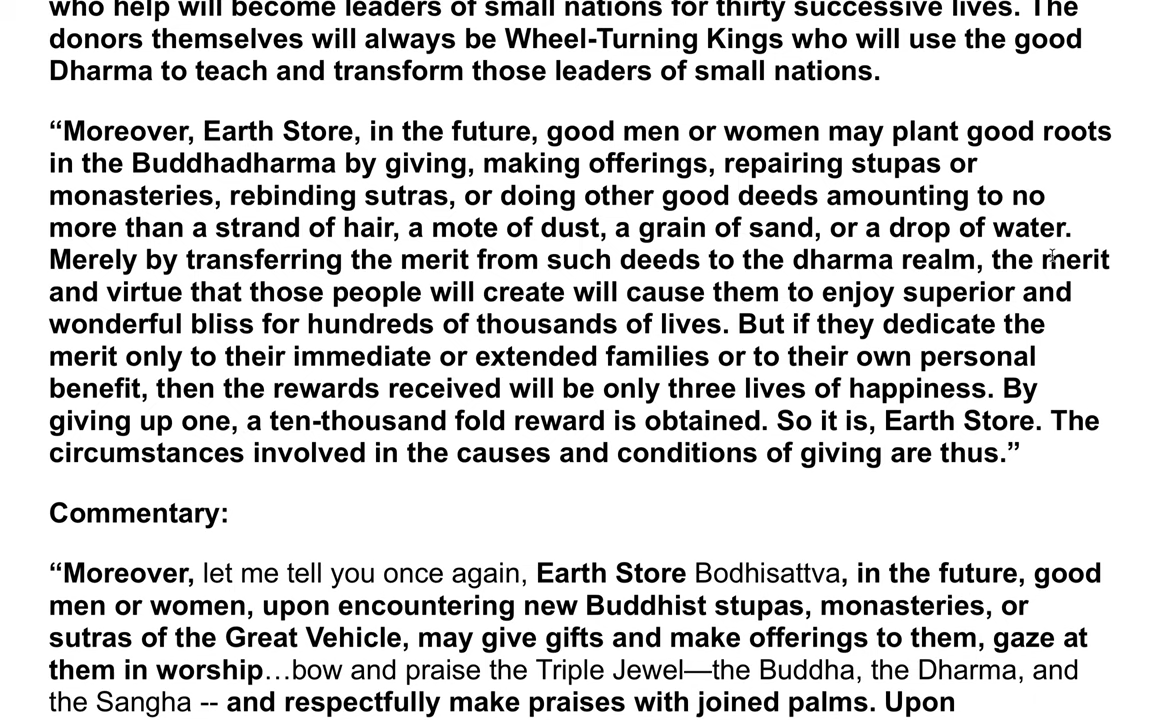 who help will become leaders of small nations for thirty successive lives. The
donors themselves will always be Wheel-Turning Kings who will use the good
Dharma to teach and transform those leaders of small nations.
“Moreover, Earth Store, in the future, good men or women may plant good roots
in the Buddhadharma by giving, making offerings, repairing stupas or
monasteries, rebinding sutras, or doing other good deeds amounting to no
more than a strand of hair, a mote of dust, a grain of sand, or a drop of water.
Merely by transferring the merit from such deeds to the dharma realm, the merit
and virtue that those people will create will cause them to enjoy superior and
wonderful bliss for hundreds of thousands of lives. But if they dedicate the
merit only to their immediate or extended families or to their own personal
benefit, then the rewards received will be only three lives of happiness. By
giving up one, a ten-thousand fold reward is obtained. So it is, Earth Store. The
circumstances involved in the causes and conditions of giving are thus.”
Commentary:
“Moreover, let me tell you once again, Earth Store Bodhisattva, in the future, good
men or women, upon encountering new Buddhist stupas, monasteries, or
sutras of the Great Vehicle, may give gifts and make offerings to them, gaze at
them in worship…bow and praise the Triple Jewel—the Buddha, the Dharma, and
the Sangha -- and respectfully make praises with joined palms. Upon